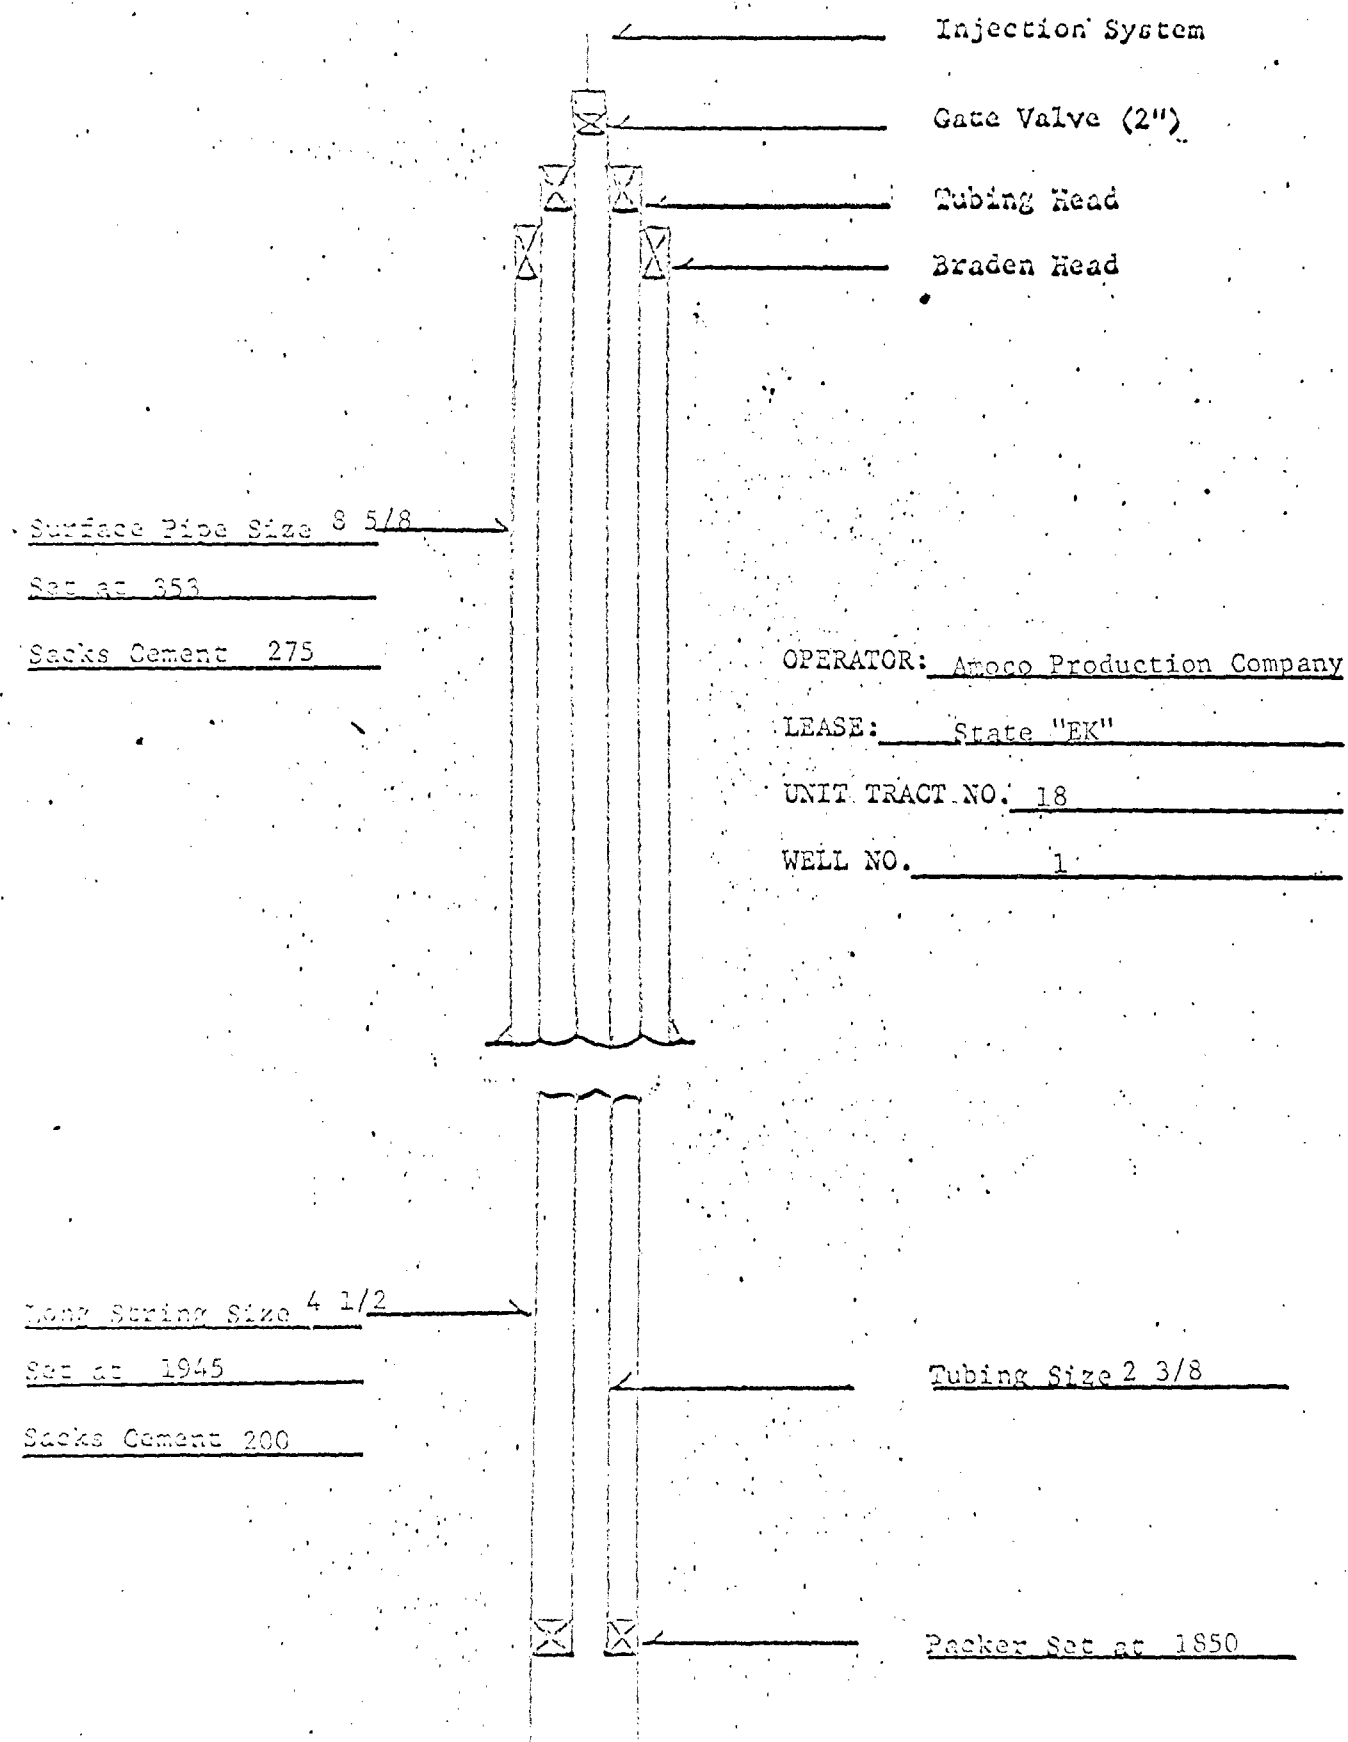 Injection System
Gate Valve (2")
Tubing Head
Braden Head
Surface Pipe Size 8 5/8
Set at 353
Sacks Cement 275
OPERATOR: Amoco Production Company
LEASE: State "EK"
UNIT TRACT NO. 18
WELL NO. 1
Long String Size 4 1/2
Set at 1945
Sacks Cement 200
Tubing Size 2 3/8
Packer Set at 1850